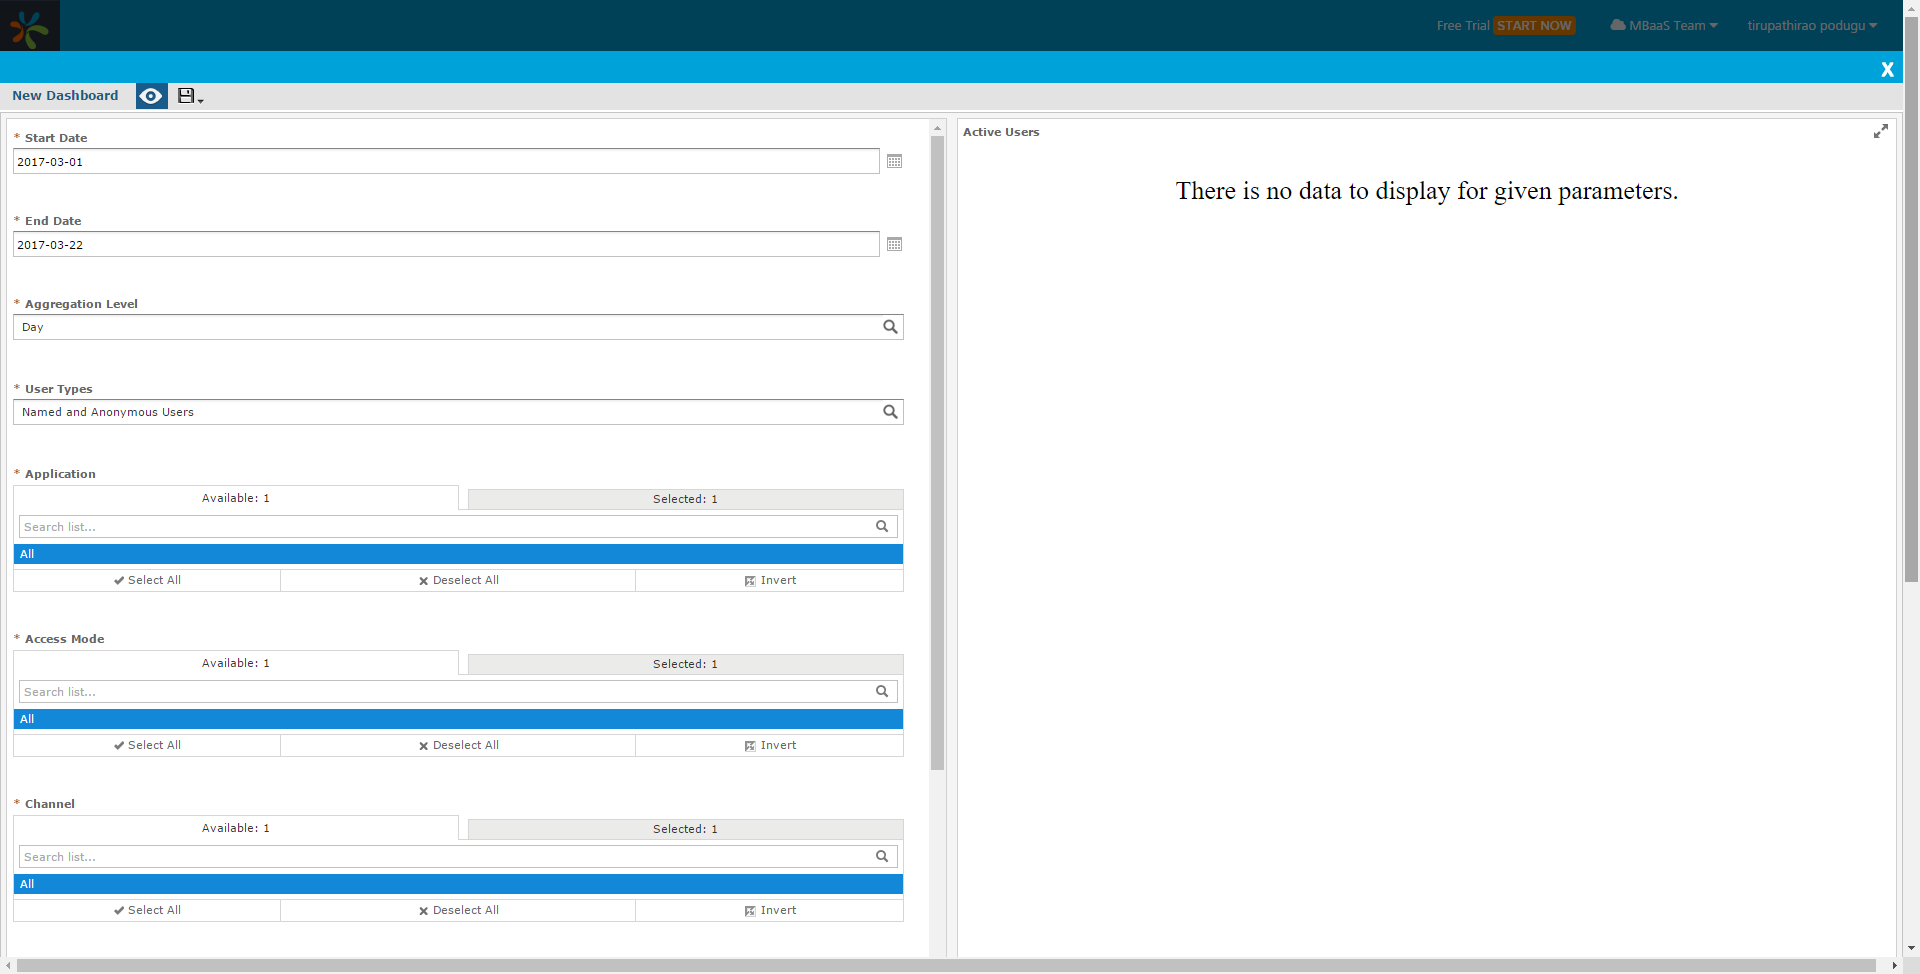 Free Trial START NOW MBaaS Team tirupathirao podugu
X
New Dashboard
* Start Date
2017-03-01
* End Date
2017-03-22
* Aggregation Level
Day
* User Types
Named and Anonymous Users
* Application
Available: 1 Selected: 1
Search list...
All
Select All Deselect All Invert
* Access Mode
Available: 1 Selected: 1
Search list...
All
Select All Deselect All Invert
* Channel
Available: 1 Selected: 1
Search list...
All
Select All Deselect All Invert
Active Users
There is no data to display for given parameters.